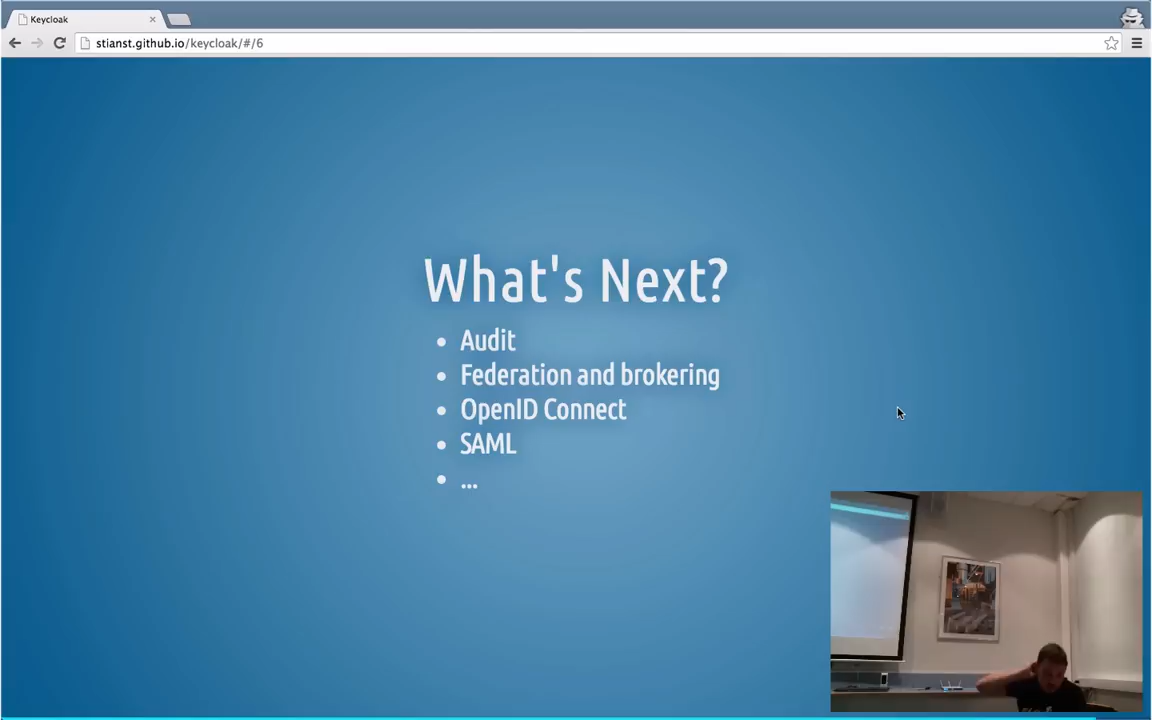 Keycloak
stianst.github.io/keycloak/#/6
What's Next?
• Audit
• Federation and brokering
• OpenID Connect
• SAML
• ...